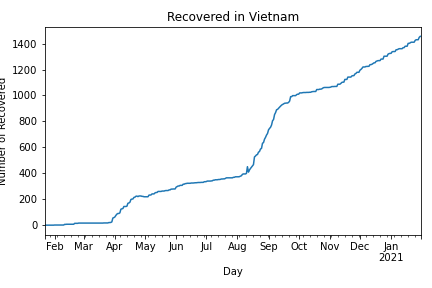 Recovered in Vietnam
Number of Recovered
1400
1200
1000
800
600
400
200
0
Feb Mar Apr May Jun Jul Aug Sep Oct Nov Dec Jan
2021
Day